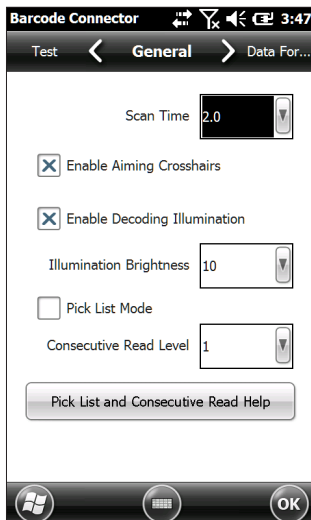 Barcode Connector 3:47
Test General Data For...
Scan Time 2.0
Enable Aiming Crosshairs
Enable Decoding Illumination
Illumination Brightness 10
Pick List Mode
Consecutive Read Level 1
Pick List and Consecutive Read Help
OK